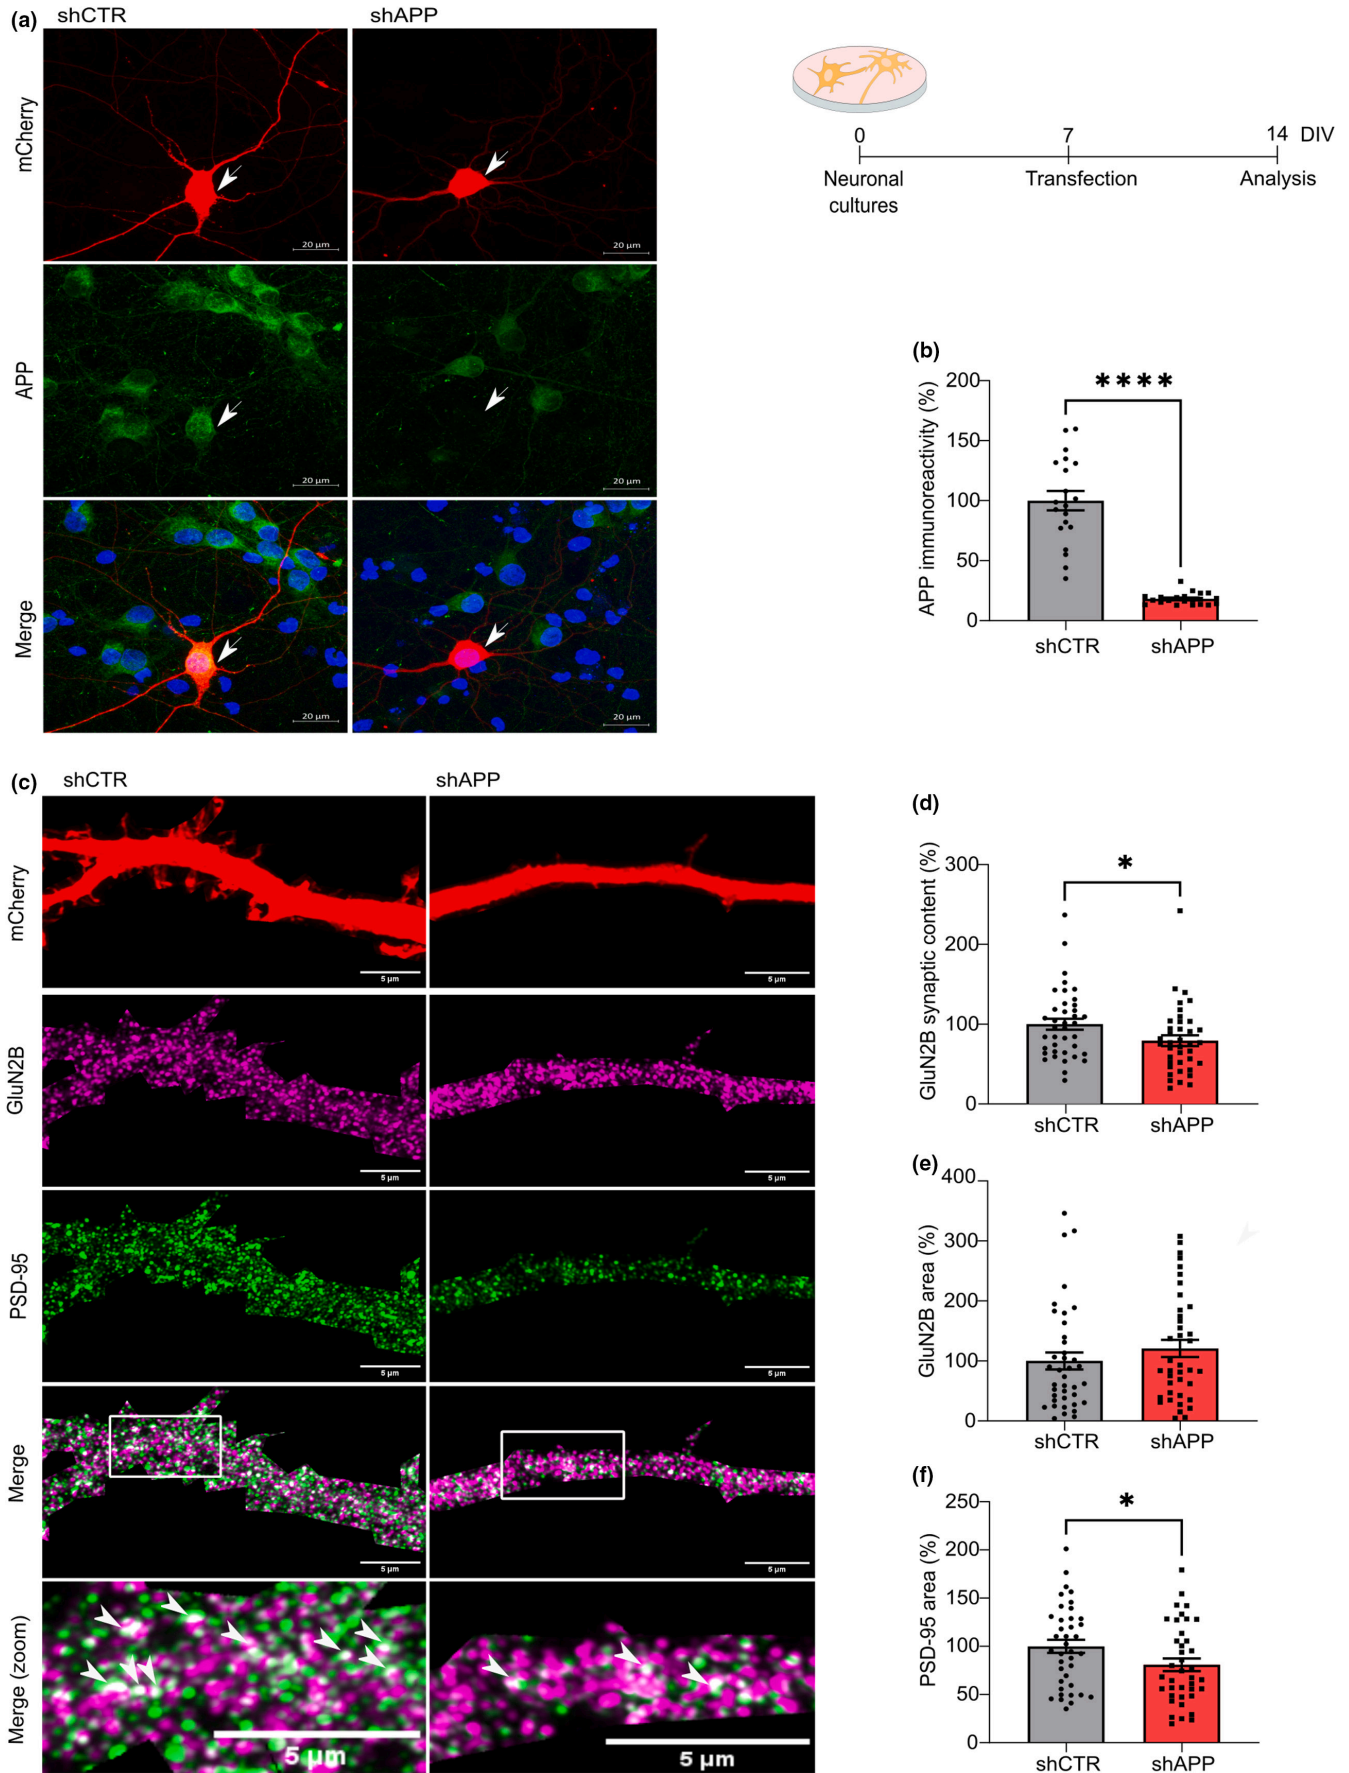 (a)
shCTR
shAPP
mCherry
20 µm
20 µm
APP
20 µm
20 µm
Merge
20 µm
20 µm
0
7
14 DIV
Neuronal
cultures
Transfection
Analysis
(b)
APP immunoreactivity (%)
200
150
100
50
0
****
shCTR
shAPP
(c)
shCTR
shAPP
mCherry
5 µm
5 µm
GluN2B
5 µm
5 µm
PSD-95
5 µm
5 µm
Merge
5 µm
5 µm
Merge (zoom)
5 µm
5 µm
(d)
GluN2B synaptic content (%)
300
200
100
0
*
shCTR
shAPP
(e)
GluN2B area (%)
400
300
200
100
0
shCTR
shAPP
(f)
PSD-95 area (%)
250
200
150
100
50
0
*
shCTR
shAPP